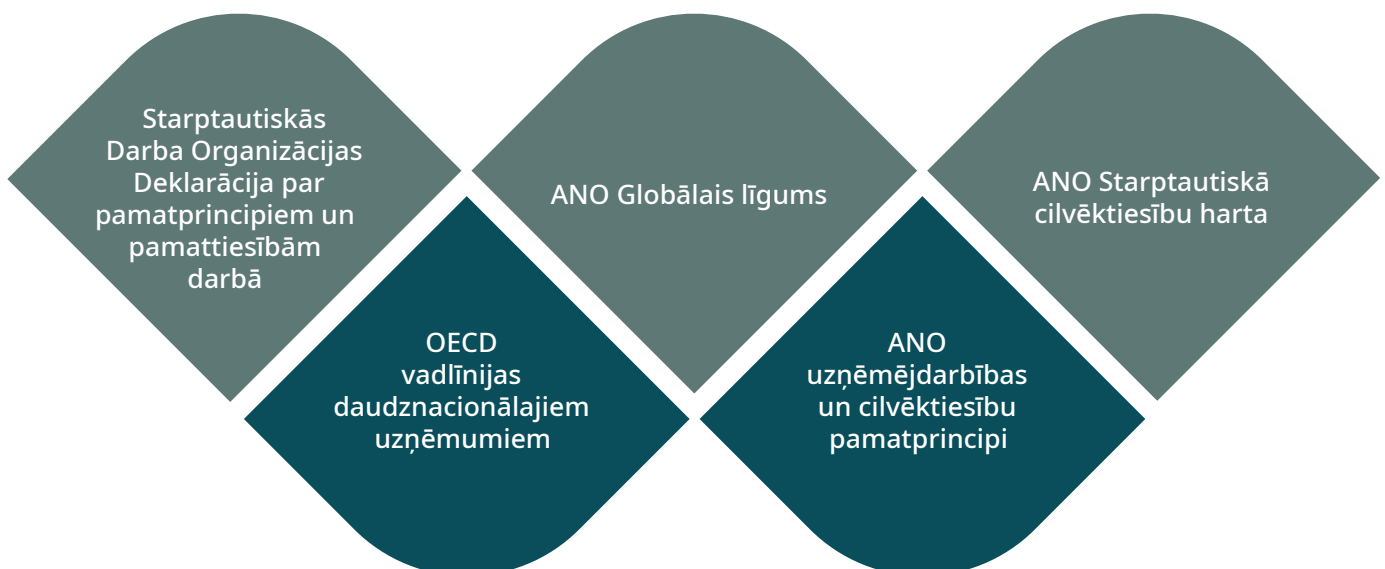 Starptautiskās
Darba Organizācijas
Deklarācija par
pamatprincipiem un
pamattiesībām
darbā
ANO Globālais līgums
ANO Starptautiskā
cilvēktiesību harta
OECD
vadlīnijas
daudznacionālajiem
uzņēmumiem
ANO
uzņēmējdarbības
un cilvēktiesību
pamatprincipi